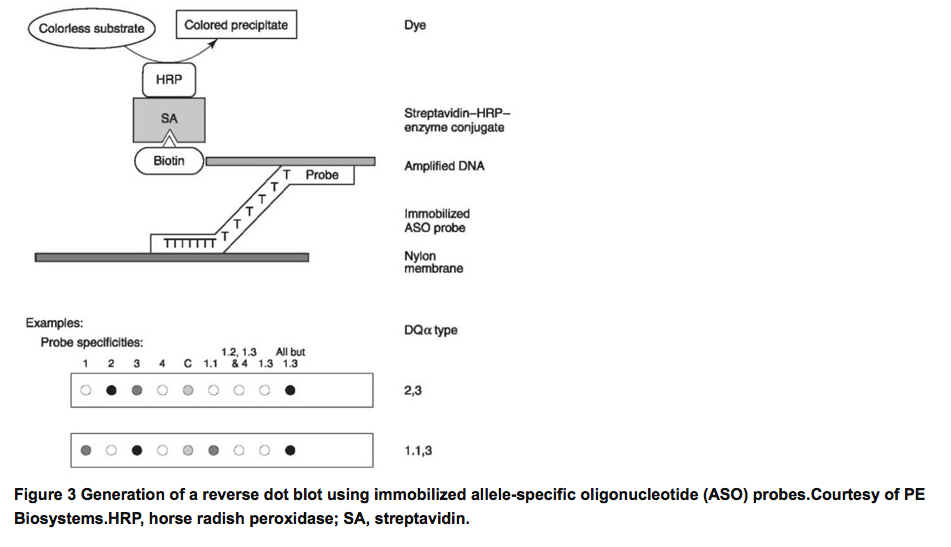 Colorless substrate
Colored precipitate
Dye
HRP
SA
Streptavidin–HRP–
enzyme conjugate
Biotin
Amplified DNA
T Probe
T
T
T
T
T
TTTTTTT
Immobilized
ASO probe
Nylon
membrane
Examples:
DQα type
Probe specificities:
1 2 3 4 C 1.1 1.2, 1.3 & 4 1.3 All but 1.3
2,3
1.1,3
Figure 3 Generation of a reverse dot blot using immobilized allele-specific oligonucleotide (ASO) probes.Courtesy of PE
Biosystems.HRP, horse radish peroxidase; SA, streptavidin.